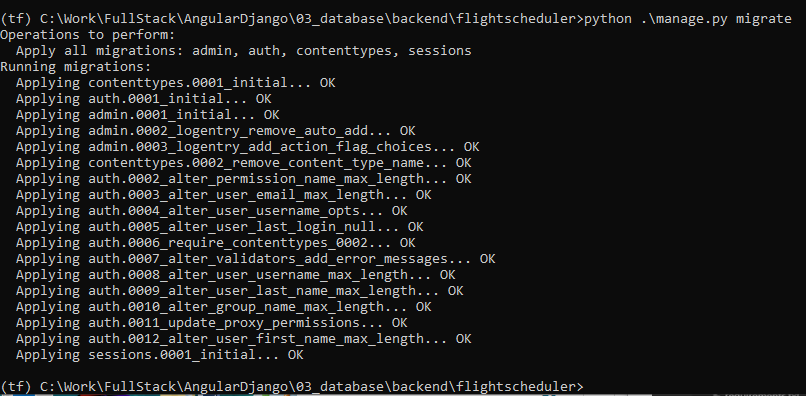 (tf) C:\Work\FullStack\AngularDjango\03_database\backend\flightscheduler>python .\manage.py migrate
Operations to perform:
  Apply all migrations: admin, auth, contenttypes, sessions
Running migrations:
  Applying contenttypes.0001_initial... OK
  Applying auth.0001_initial... OK
  Applying admin.0001_initial... OK
  Applying admin.0002_logentry_remove_auto_add... OK
  Applying admin.0003_logentry_add_action_flag_choices... OK
  Applying contenttypes.0002_remove_content_type_name... OK
  Applying auth.0002_alter_permission_name_max_length... OK
  Applying auth.0003_alter_user_email_max_length... OK
  Applying auth.0004_alter_user_username_opts... OK
  Applying auth.0005_alter_user_last_login_null... OK
  Applying auth.0006_require_contenttypes_0002... OK
  Applying auth.0007_alter_validators_add_error_messages... OK
  Applying auth.0008_alter_user_username_max_length... OK
  Applying auth.0009_alter_user_last_name_max_length... OK
  Applying auth.0010_alter_group_name_max_length... OK
  Applying auth.0011_update_proxy_permissions... OK
  Applying auth.0012_alter_user_first_name_max_length... OK
  Applying sessions.0001_initial... OK
(tf) C:\Work\FullStack\AngularDjango\03_database\backend\flightscheduler>